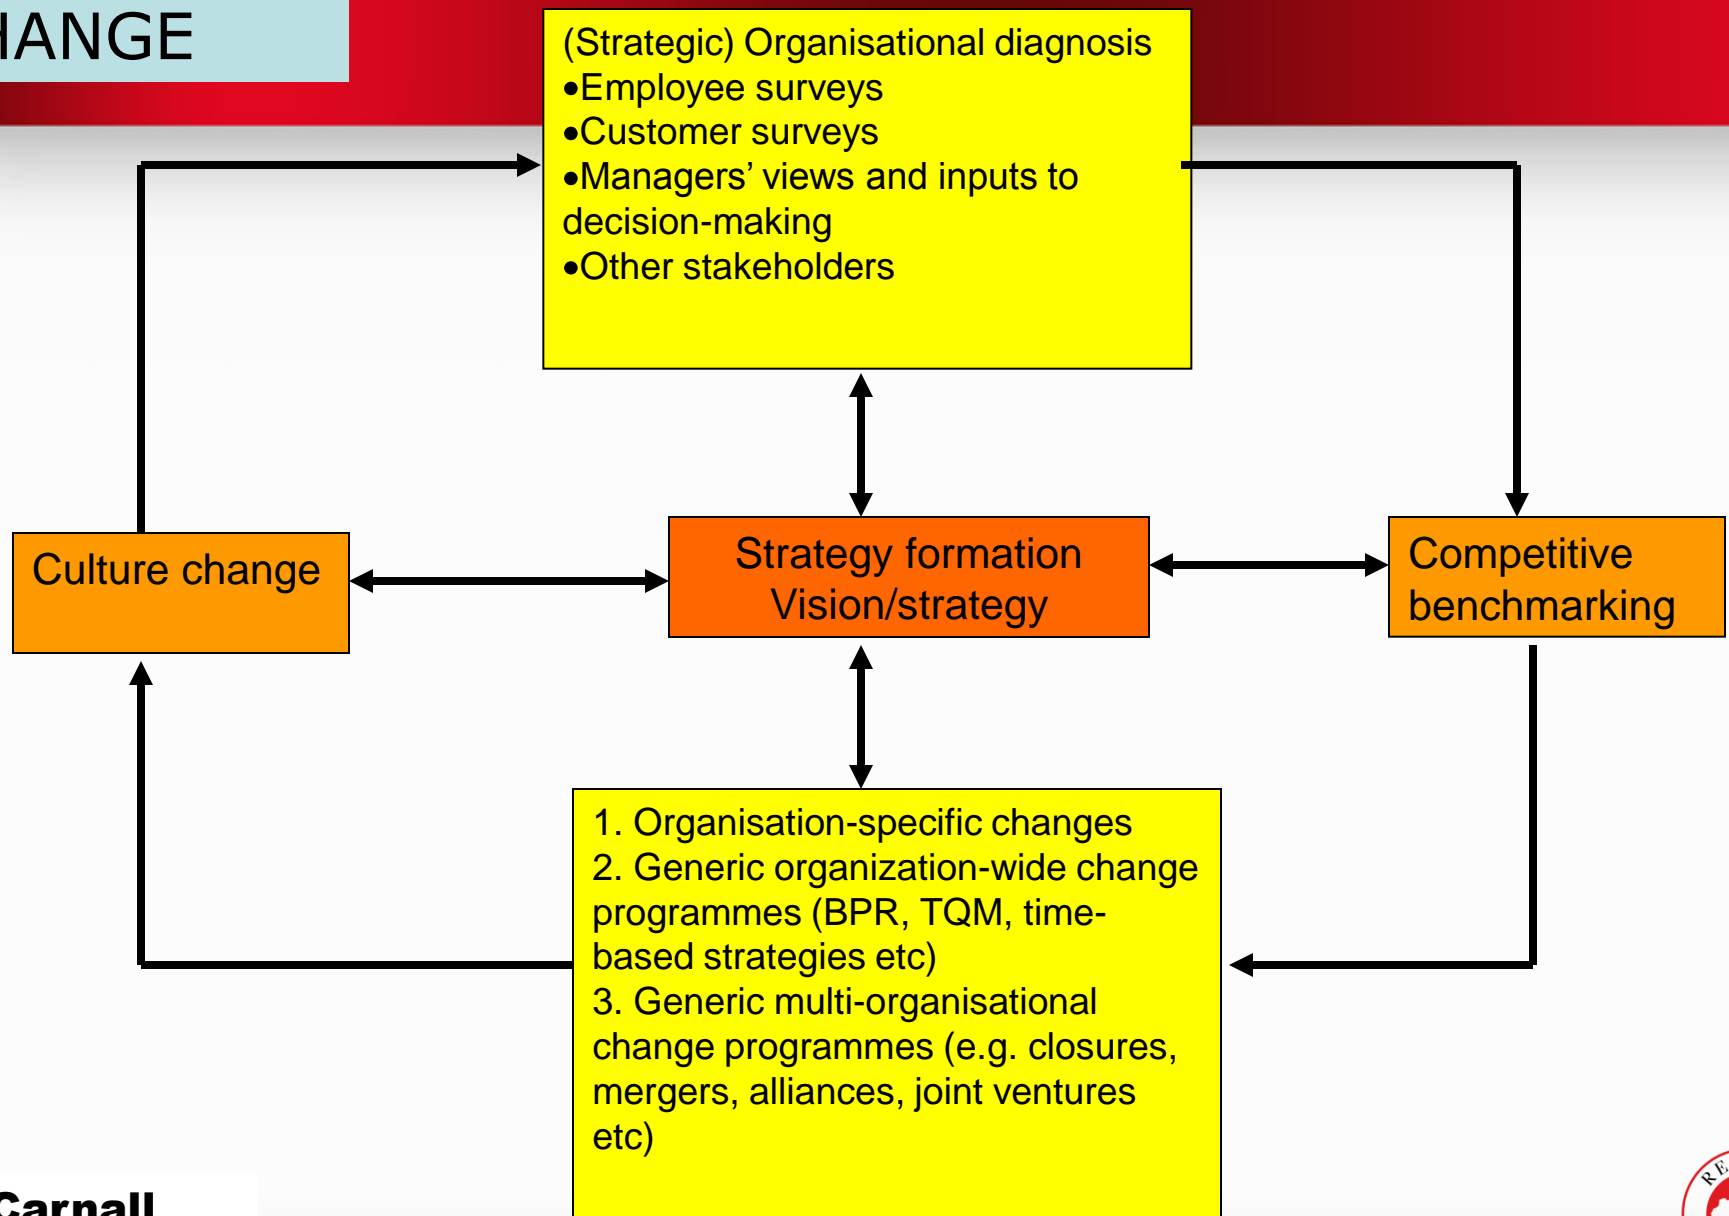 HANGE
(Strategic) Organisational diagnosis
•Employee surveys
•Customer surveys
•Managers’ views and inputs to
decision-making
•Other stakeholders
Culture change
Strategy formation
Vision/strategy
Competitive
benchmarking
1. Organisation-specific changes
2. Generic organization-wide change
programmes (BPR, TQM, time-
based strategies etc)
3. Generic multi-organisational
change programmes (e.g. closures,
mergers, alliances, joint ventures
etc)
Carnall
RE